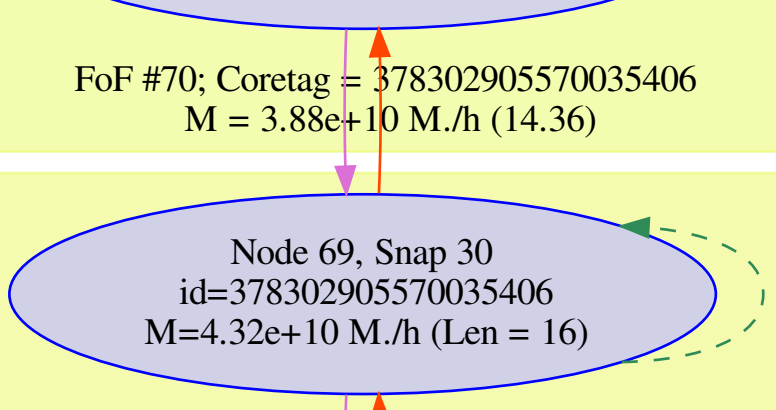 FoF #70; Coretag = 378302905570035406
M = 3.88e+10 M./h (14.36)
Node 69, Snap 30
id=378302905570035406
M=4.32e+10 M./h (Len = 16)